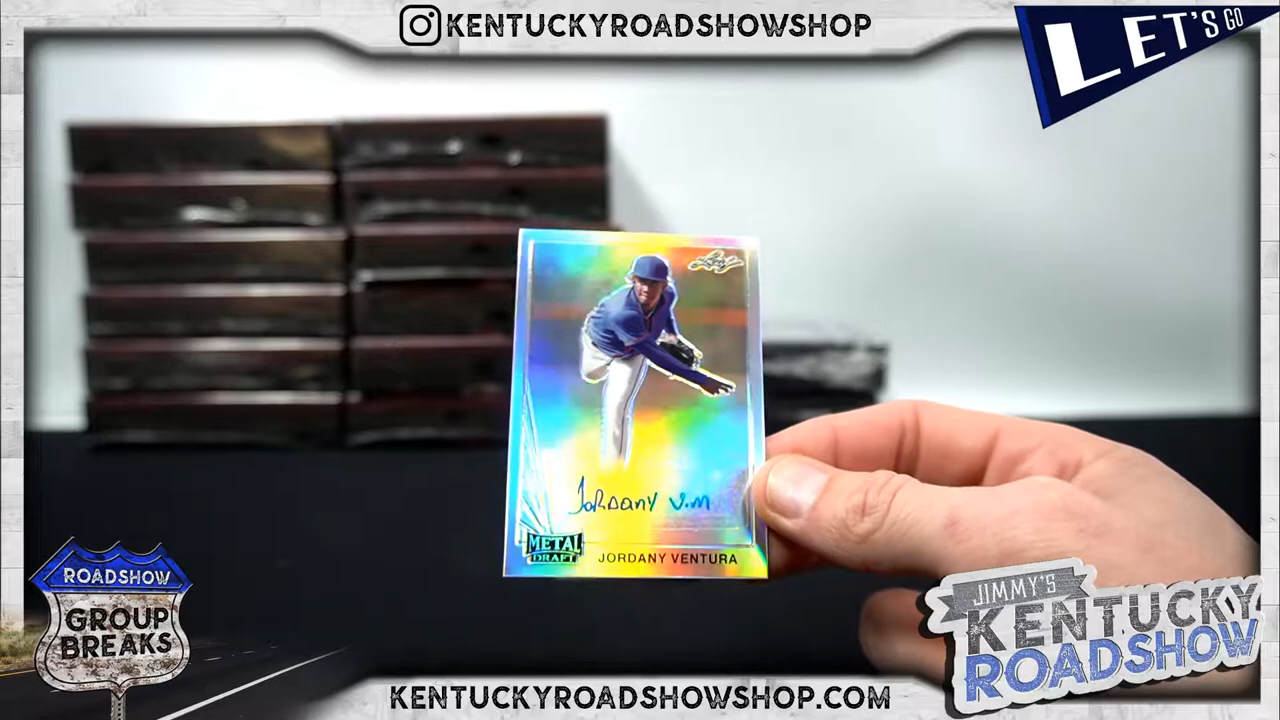 KENTUCKYROADSHOWSHOP
LET'S GO
Leaf
Jordany V.M
METAL
DRAFT
JORDANY VENTURA
ROADSHOW
GROUP
BREAKS
JIMMY'S
KENTUCKY
ROADSHOW
KENTUCKYROADSHOWSHOP.COM